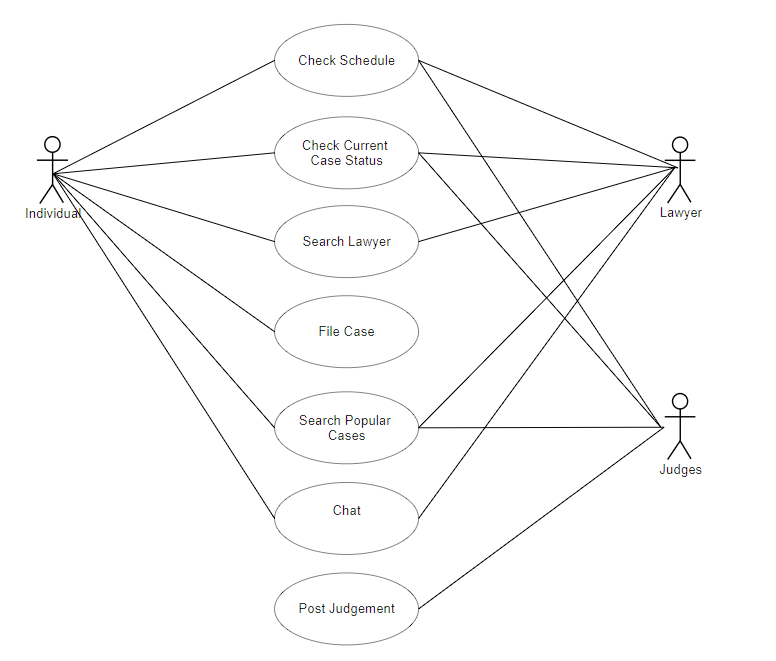 Check Schedule
Check Current
Case Status
Individual
Lawyer
Search Lawyer
File Case
Search Popular
Cases
Judges
Chat
Post Judgement